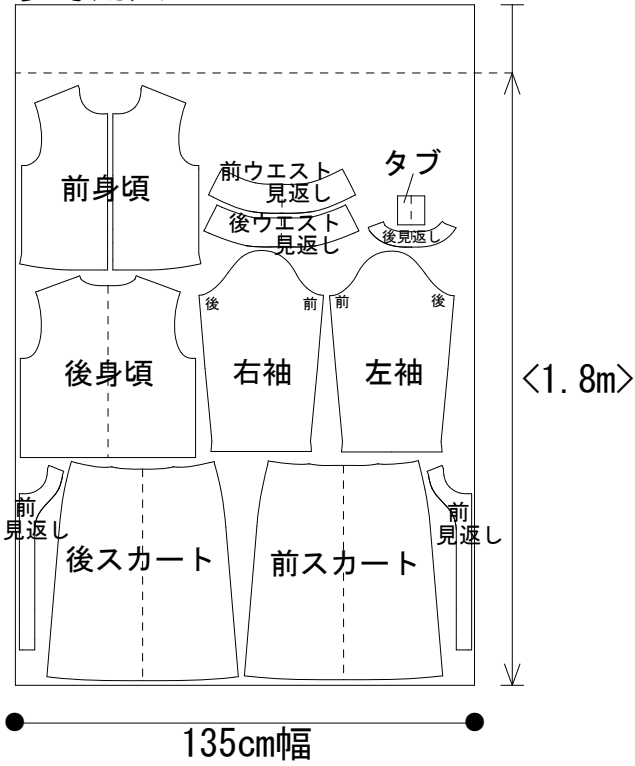 前身頃
前ウエスト
見返し
後ウエスト
見返し
タブ
後見返し
後身頃
後
前
右袖
前
後
左袖
<1.8m>
前
見返し
後スカート
前スカート
前
見返し
135cm幅